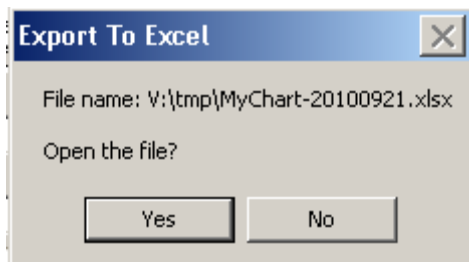 Export To Excel
File name: V:\tmp\MyChart-20100921.xlsx
Open the file?
Yes No